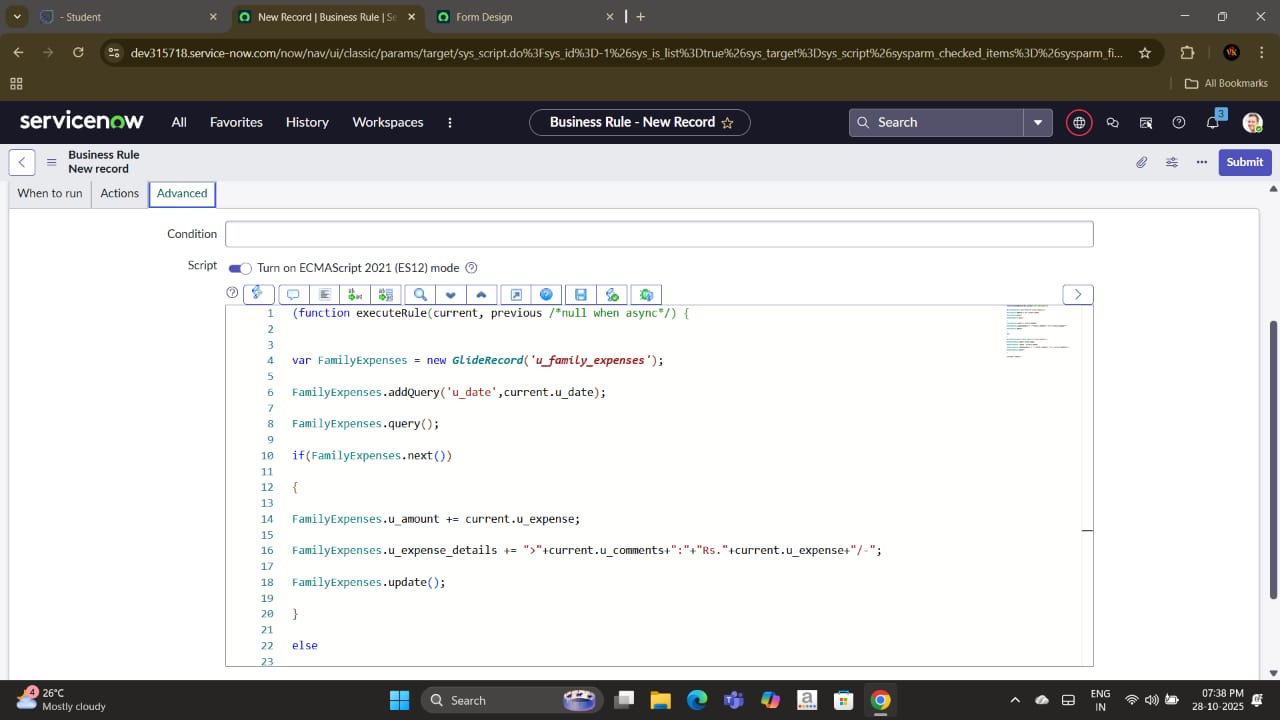 - Student
New Record | Business Rule | Se
Form Design
dev315718.service-now.com/now/nav/ui/classic/params/target/sys_script.do%3Fsys_id%3D-1%26sys_is_list%3Dtrue%26sys_target%3Dsys_script%26sysparm_checked_items%3D%26sysparm_fi...
All Bookmarks
servicenow
All
Favorites
History
Workspaces
Business Rule - New Record
Search
3
Business Rule
New record
Submit
When to run
Actions
Advanced
Condition
Script
Turn on ECMAScript 2021 (ES12) mode
1 (function executeRule(current, previous /*null when async*/) {
2
3
4 var FamilyExpenses = new GlideRecord('u_family_expenses');
5
6 FamilyExpenses.addQuery('u_date',current.u_date);
7
8 FamilyExpenses.query();
9
10 if(FamilyExpenses.next())
11
12 {
13
14 FamilyExpenses.u_amount += current.u_expense;
15
16 FamilyExpenses.u_expense_details += ">"+current.u_comments+":"+"Rs."+current.u_expense+"/-";
17
18 FamilyExpenses.update();
19
20 }
21
22 else
23
4
26°C
Mostly cloudy
Search
ENG
IN
07:38 PM
28-10-2025